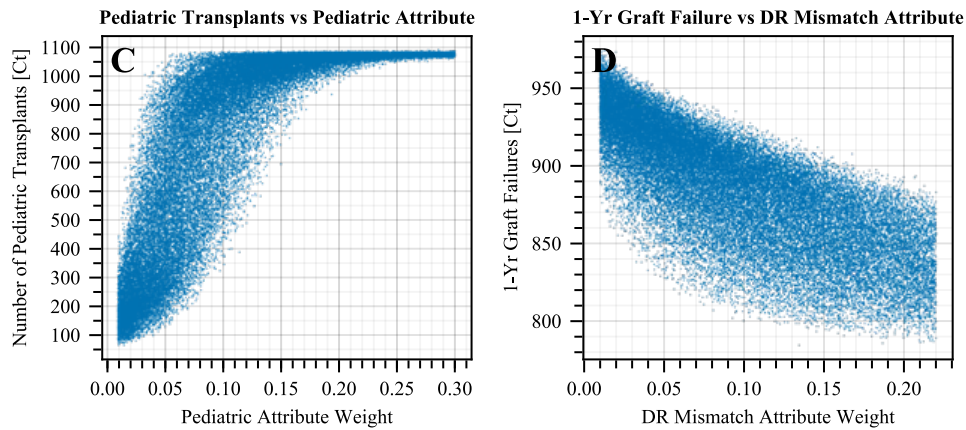 Pediatric Transplants vs Pediatric Attribute
C
Number of Pediatric Transplants [Ct]
1100
1000
900
800
700
600
500
400
300
200
100
0.00 0.05 0.10 0.15 0.20 0.25 0.30
Pediatric Attribute Weight
1-Yr Graft Failure vs DR Mismatch Attribute
D
1-Yr Graft Failures [Ct]
950
900
850
800
0.00 0.05 0.10 0.15 0.20
DR Mismatch Attribute Weight